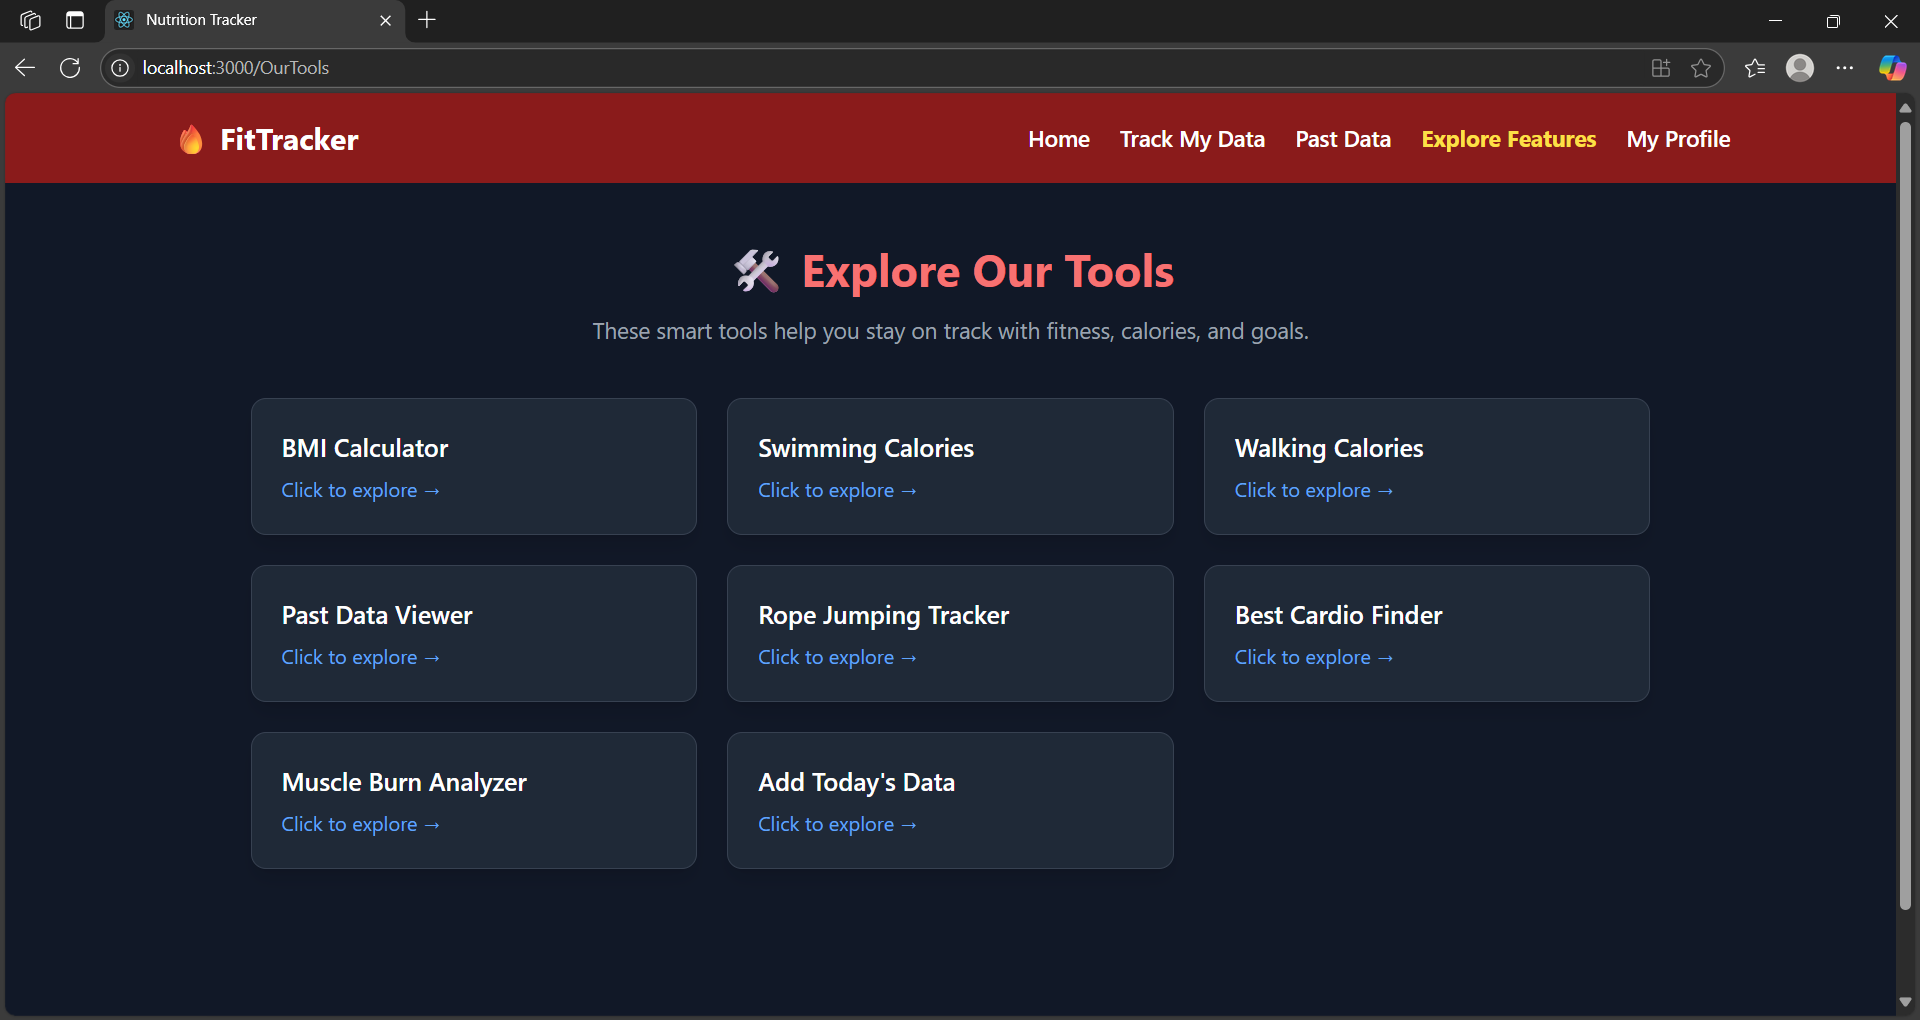 Nutrition Tracker
localhost:3000/OurTools
FitTracker
Home Track My Data Past Data Explore Features My Profile
Explore Our Tools
These smart tools help you stay on track with fitness, calories, and goals.
BMI Calculator
Click to explore →
Swimming Calories
Click to explore →
Walking Calories
Click to explore →
Past Data Viewer
Click to explore →
Rope Jumping Tracker
Click to explore →
Best Cardio Finder
Click to explore →
Muscle Burn Analyzer
Click to explore →
Add Today's Data
Click to explore →